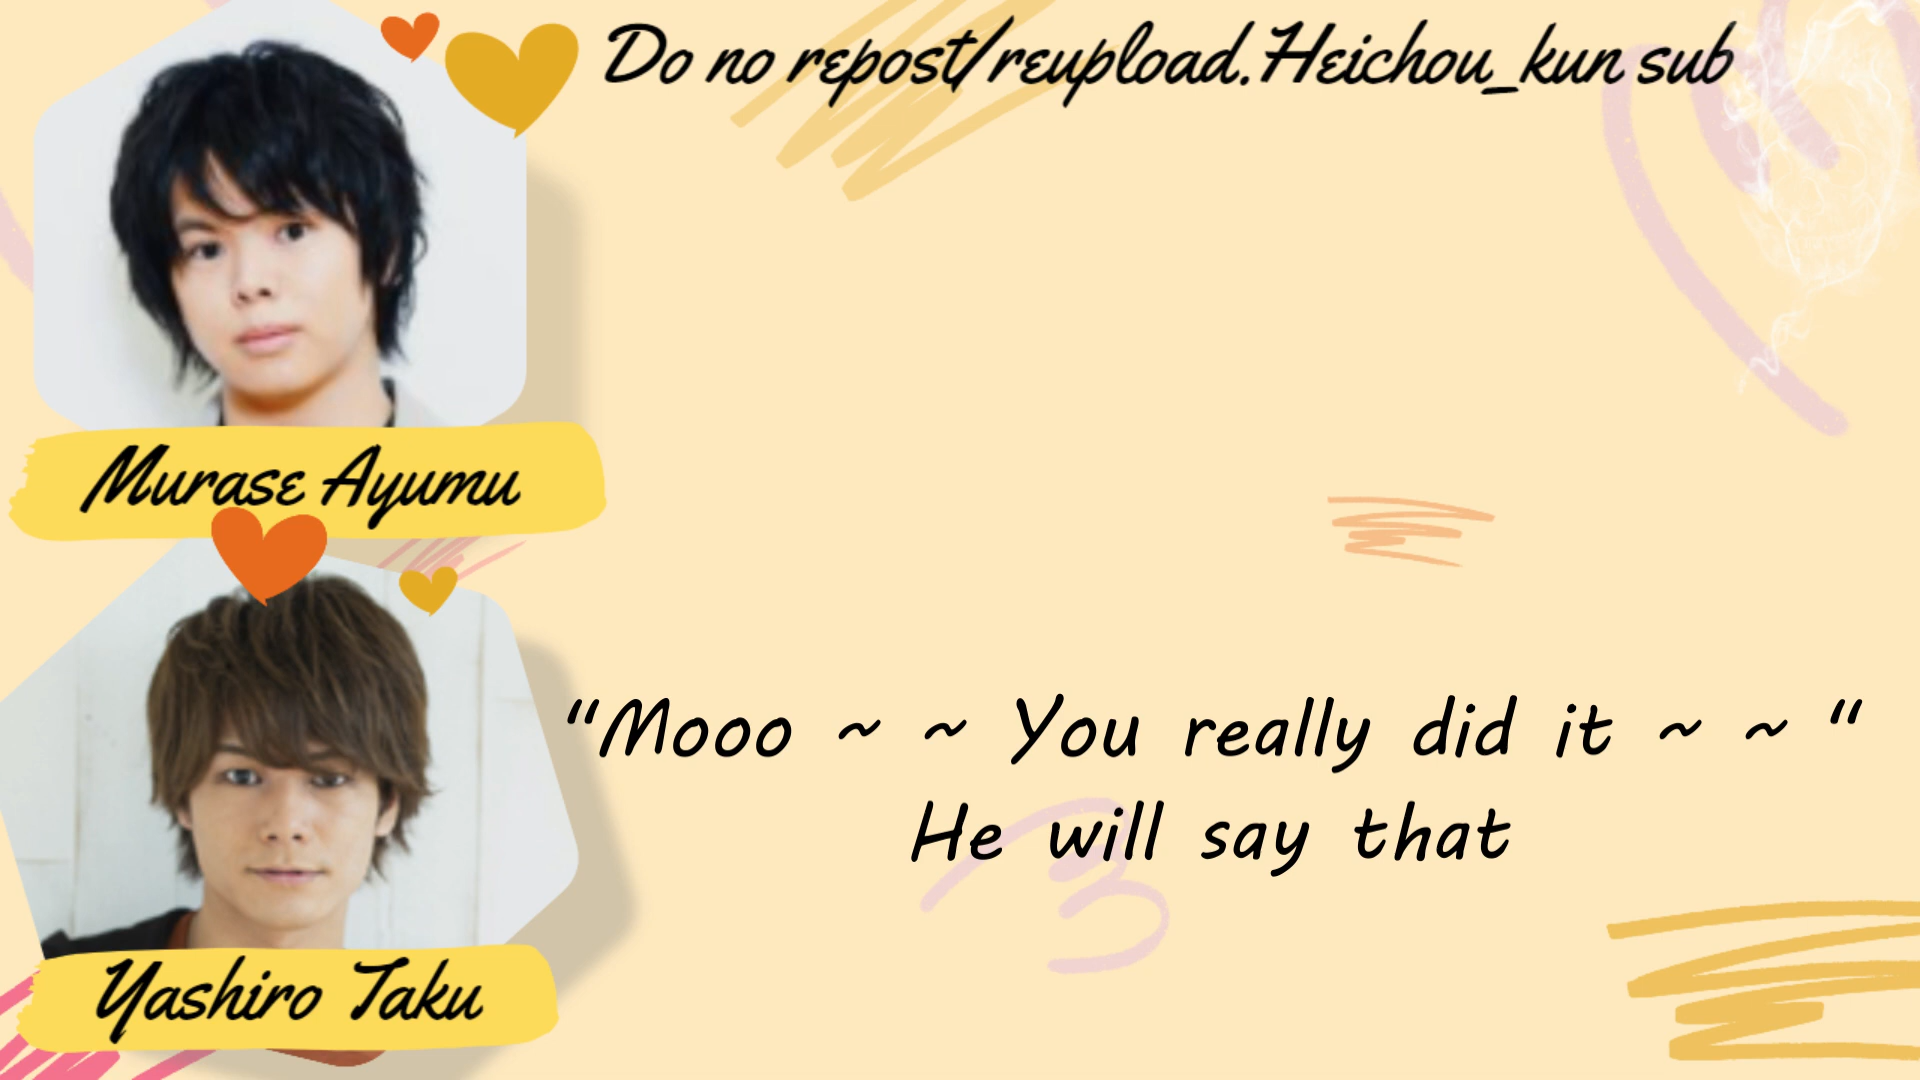 Do no repost/reupload.Heichou_kun sub
Murase Ayumu
"Mooo ~ ~ You really did it ~ ~ "
He will say that
Yashiro Taku